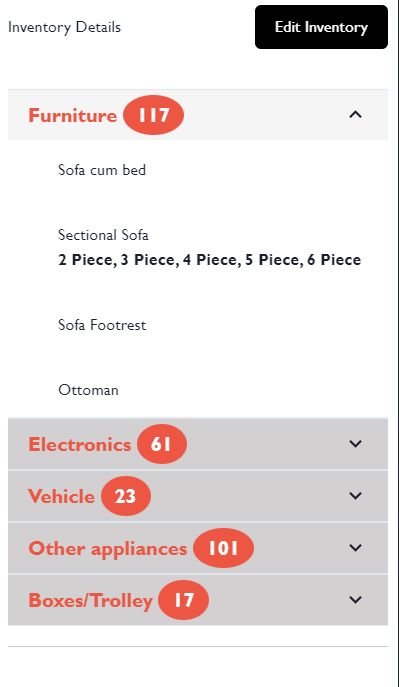 Inventory Details
Edit Inventory
Furniture 117
Sofa cum bed
Sectional Sofa
2 Piece, 3 Piece, 4 Piece, 5 Piece, 6 Piece
Sofa Footrest
Ottoman
Electronics 61
Vehicle 23
Other appliances 101
Boxes/Trolley 17